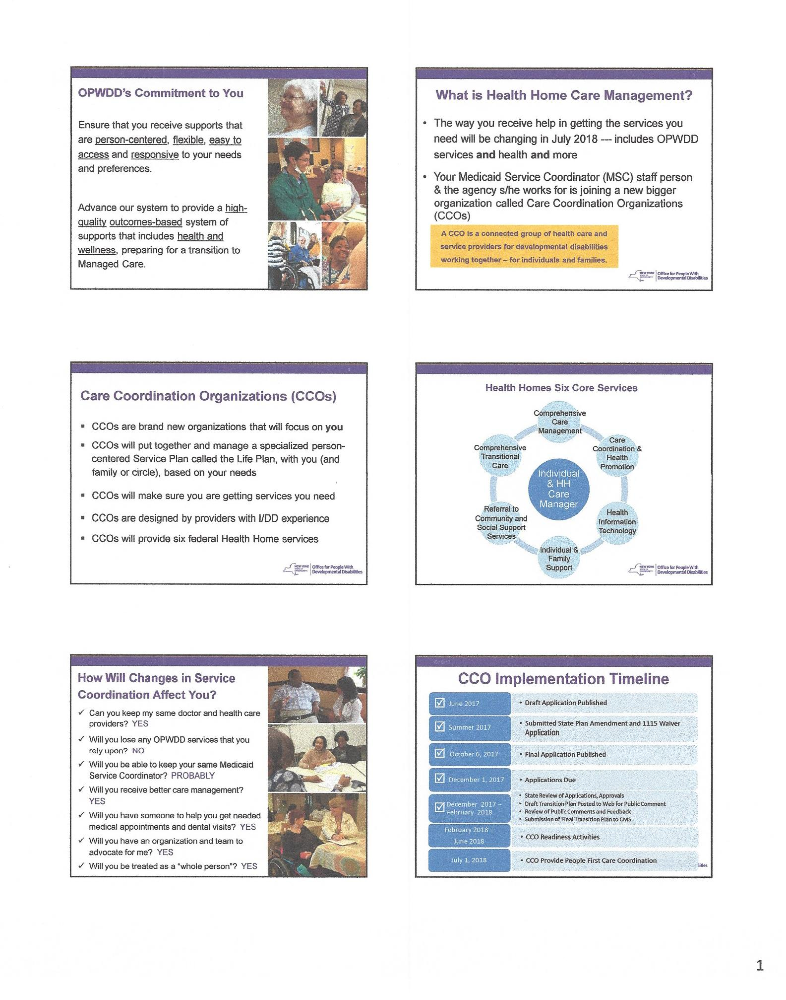 OPWDD's Commitment to You
Ensure that you receive supports that
are person-centered, flexible, easy to
access and responsive to your needs
and preferences.
Advance our system to provide a high-
quality outcomes-based system of
supports that includes health and
wellness, preparing for a transition to
Managed Care.
What is Health Home Care Management?
• The way you receive help in getting the services you
need will be changing in July 2018 --- includes OPWDD
services and health and more
• Your Medicaid Service Coordinator (MSC) staff person
& the agency s/he works for is joining a new bigger
organization called Care Coordination Organizations
(CCOs)
A CCO is a connected group of health care and
service providers for developmental disabilities
working together – for individuals and families.
NEW YORK
STATE OF
OPPORTUNITY
Office for People With
Developmental Disabilities
4
Care Coordination Organizations (CCOs)
▪ CCOs are brand new organizations that will focus on you
▪ CCOs will put together and manage a specialized person-
centered Service Plan called the Life Plan, with you (and
family or circle), based on your needs
▪ CCOs will make sure you are getting services you need
▪ CCOs are designed by providers with I/DD experience
▪ CCOs will provide six federal Health Home services
NEW YORK
STATE OF
OPPORTUNITY
Office for People With
Developmental Disabilities
Health Homes Six Core Services
Comprehensive
Care
Management
Care
Coordination &
Health
Promotion
Health
Information
Technology
Individual &
Family
Support
Referral to
Community and
Social Support
Services
Comprehensive
Transitional
Care
Individual
& HH
Care
Manager
NEW YORK
STATE OF
OPPORTUNITY
Office for People With
Developmental Disabilities
How Will Changes in Service
Coordination Affect You?
✓ Can you keep my same doctor and health care
providers? YES
✓ Will you lose any OPWDD services that you
rely upon? NO
✓ Will you be able to keep your same Medicaid
Service Coordinator? PROBABLY
✓ Will you receive better care management?
YES
✓ Will you have someone to help you get needed
medical appointments and dental visits? YES
✓ Will you have an organization and team to
advocate for me? YES
✓ Will you be treated as a "whole person"? YES
10/10/17
CCO Implementation Timeline
☑ June 2017
• Draft Application Published
☑ Summer 2017
• Submitted State Plan Amendment and 1115 Waiver
Application
☑ October 6, 2017
• Final Application Published
☑ December 1, 2017
• Applications Due
☑ December 2017 –
February 2018
• State Review of Applications, Approvals
• Draft Transition Plan Posted to Web for Public Comment
• Review of Public Comments and Feedback
• Submission of Final Transition Plan to CMS
February 2018 –
June 2018
• CCO Readiness Activities
July 1, 2018
• CCO Provide People First Care Coordination
lities
1